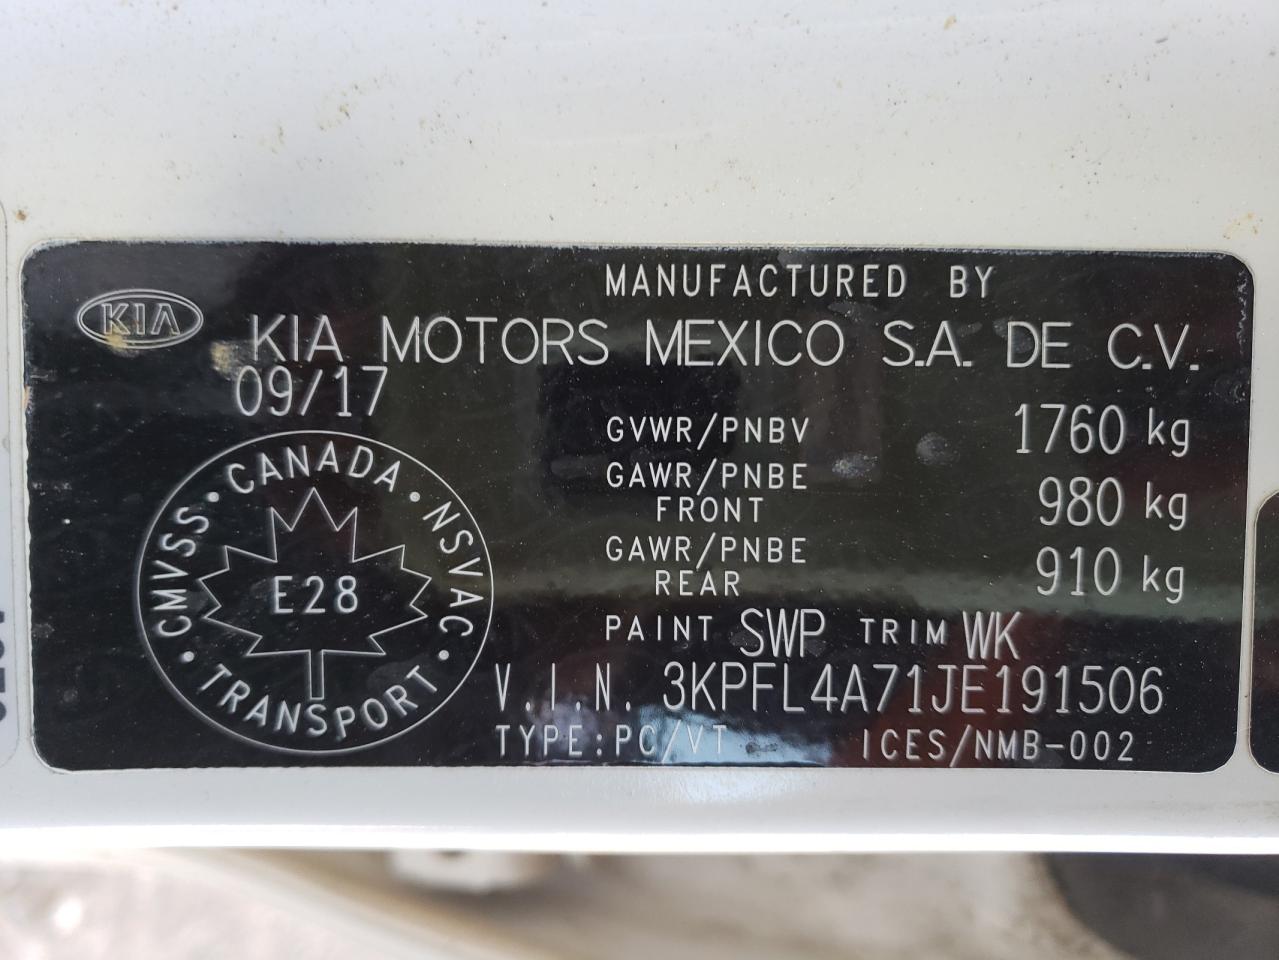 MANUFACTURED BY
KIA
KIA MOTORS MEXICO S.A. DE C.V.
09/17
GVWR/PNBV 1760 kg
GAWR/PNBE FRONT 980 kg
GAWR/PNBE REAR 910 kg
CANADA
CMVSS • NSVAC
E28
TRANSPORT
PAINT SWP TRIM WK
V.I.N. 3KPFL4A71JE191506
TYPE:PC/VT ICES/NMB-002